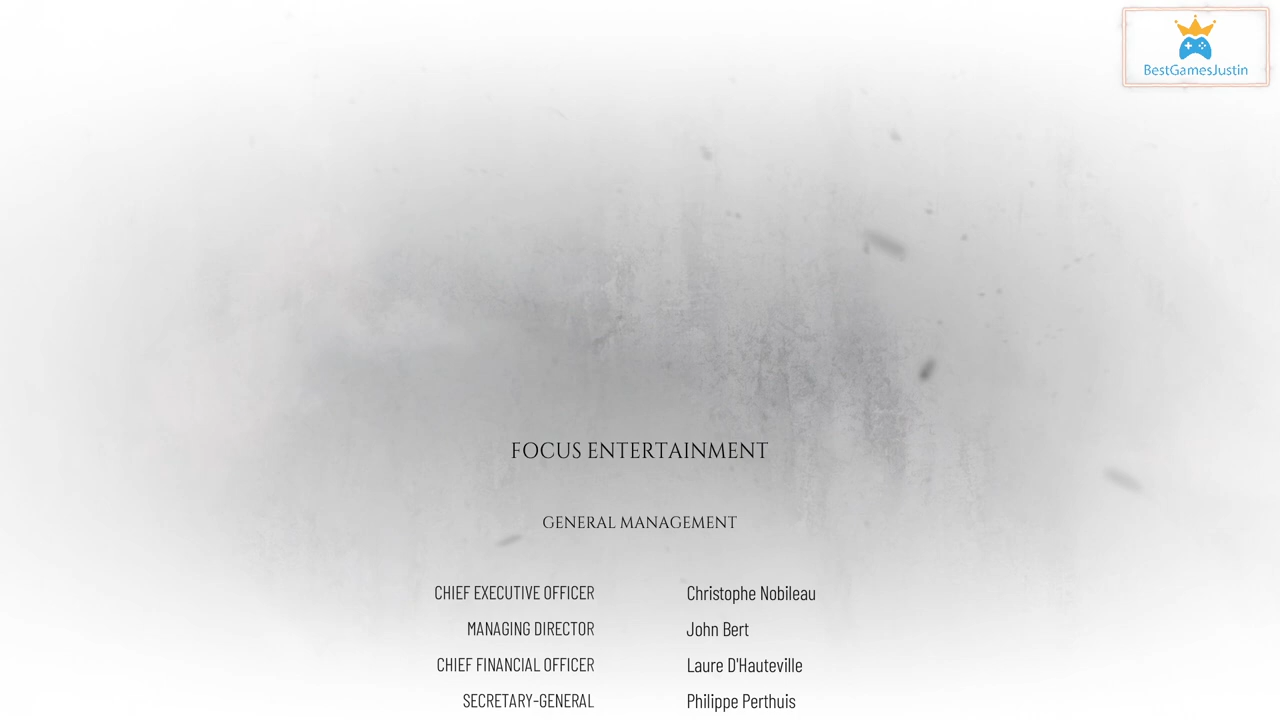 BestGamesJustin
FOCUS ENTERTAINMENT
GENERAL MANAGEMENT
CHIEF EXECUTIVE OFFICER Christophe Nobileau
MANAGING DIRECTOR John Bert
CHIEF FINANCIAL OFFICER Laure D'Hauteville
SECRETARY-GENERAL Philippe Perthuis